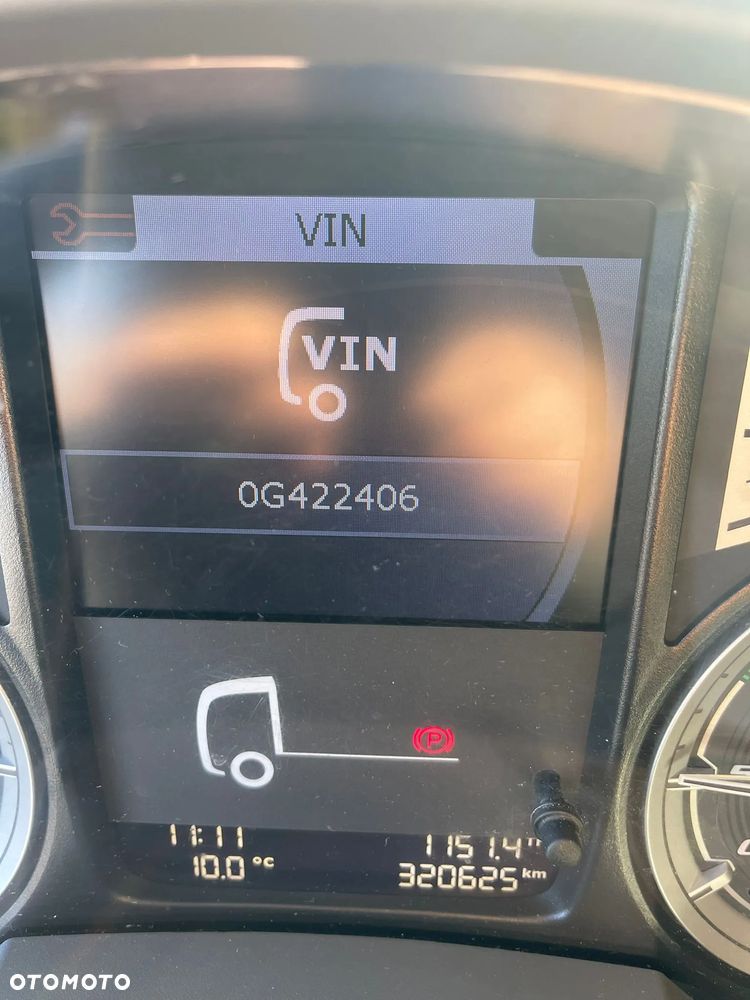 VIN
VIN
0G422406
P
11:11
1151.4
10.0 °C
320625 km
OTOMOTO